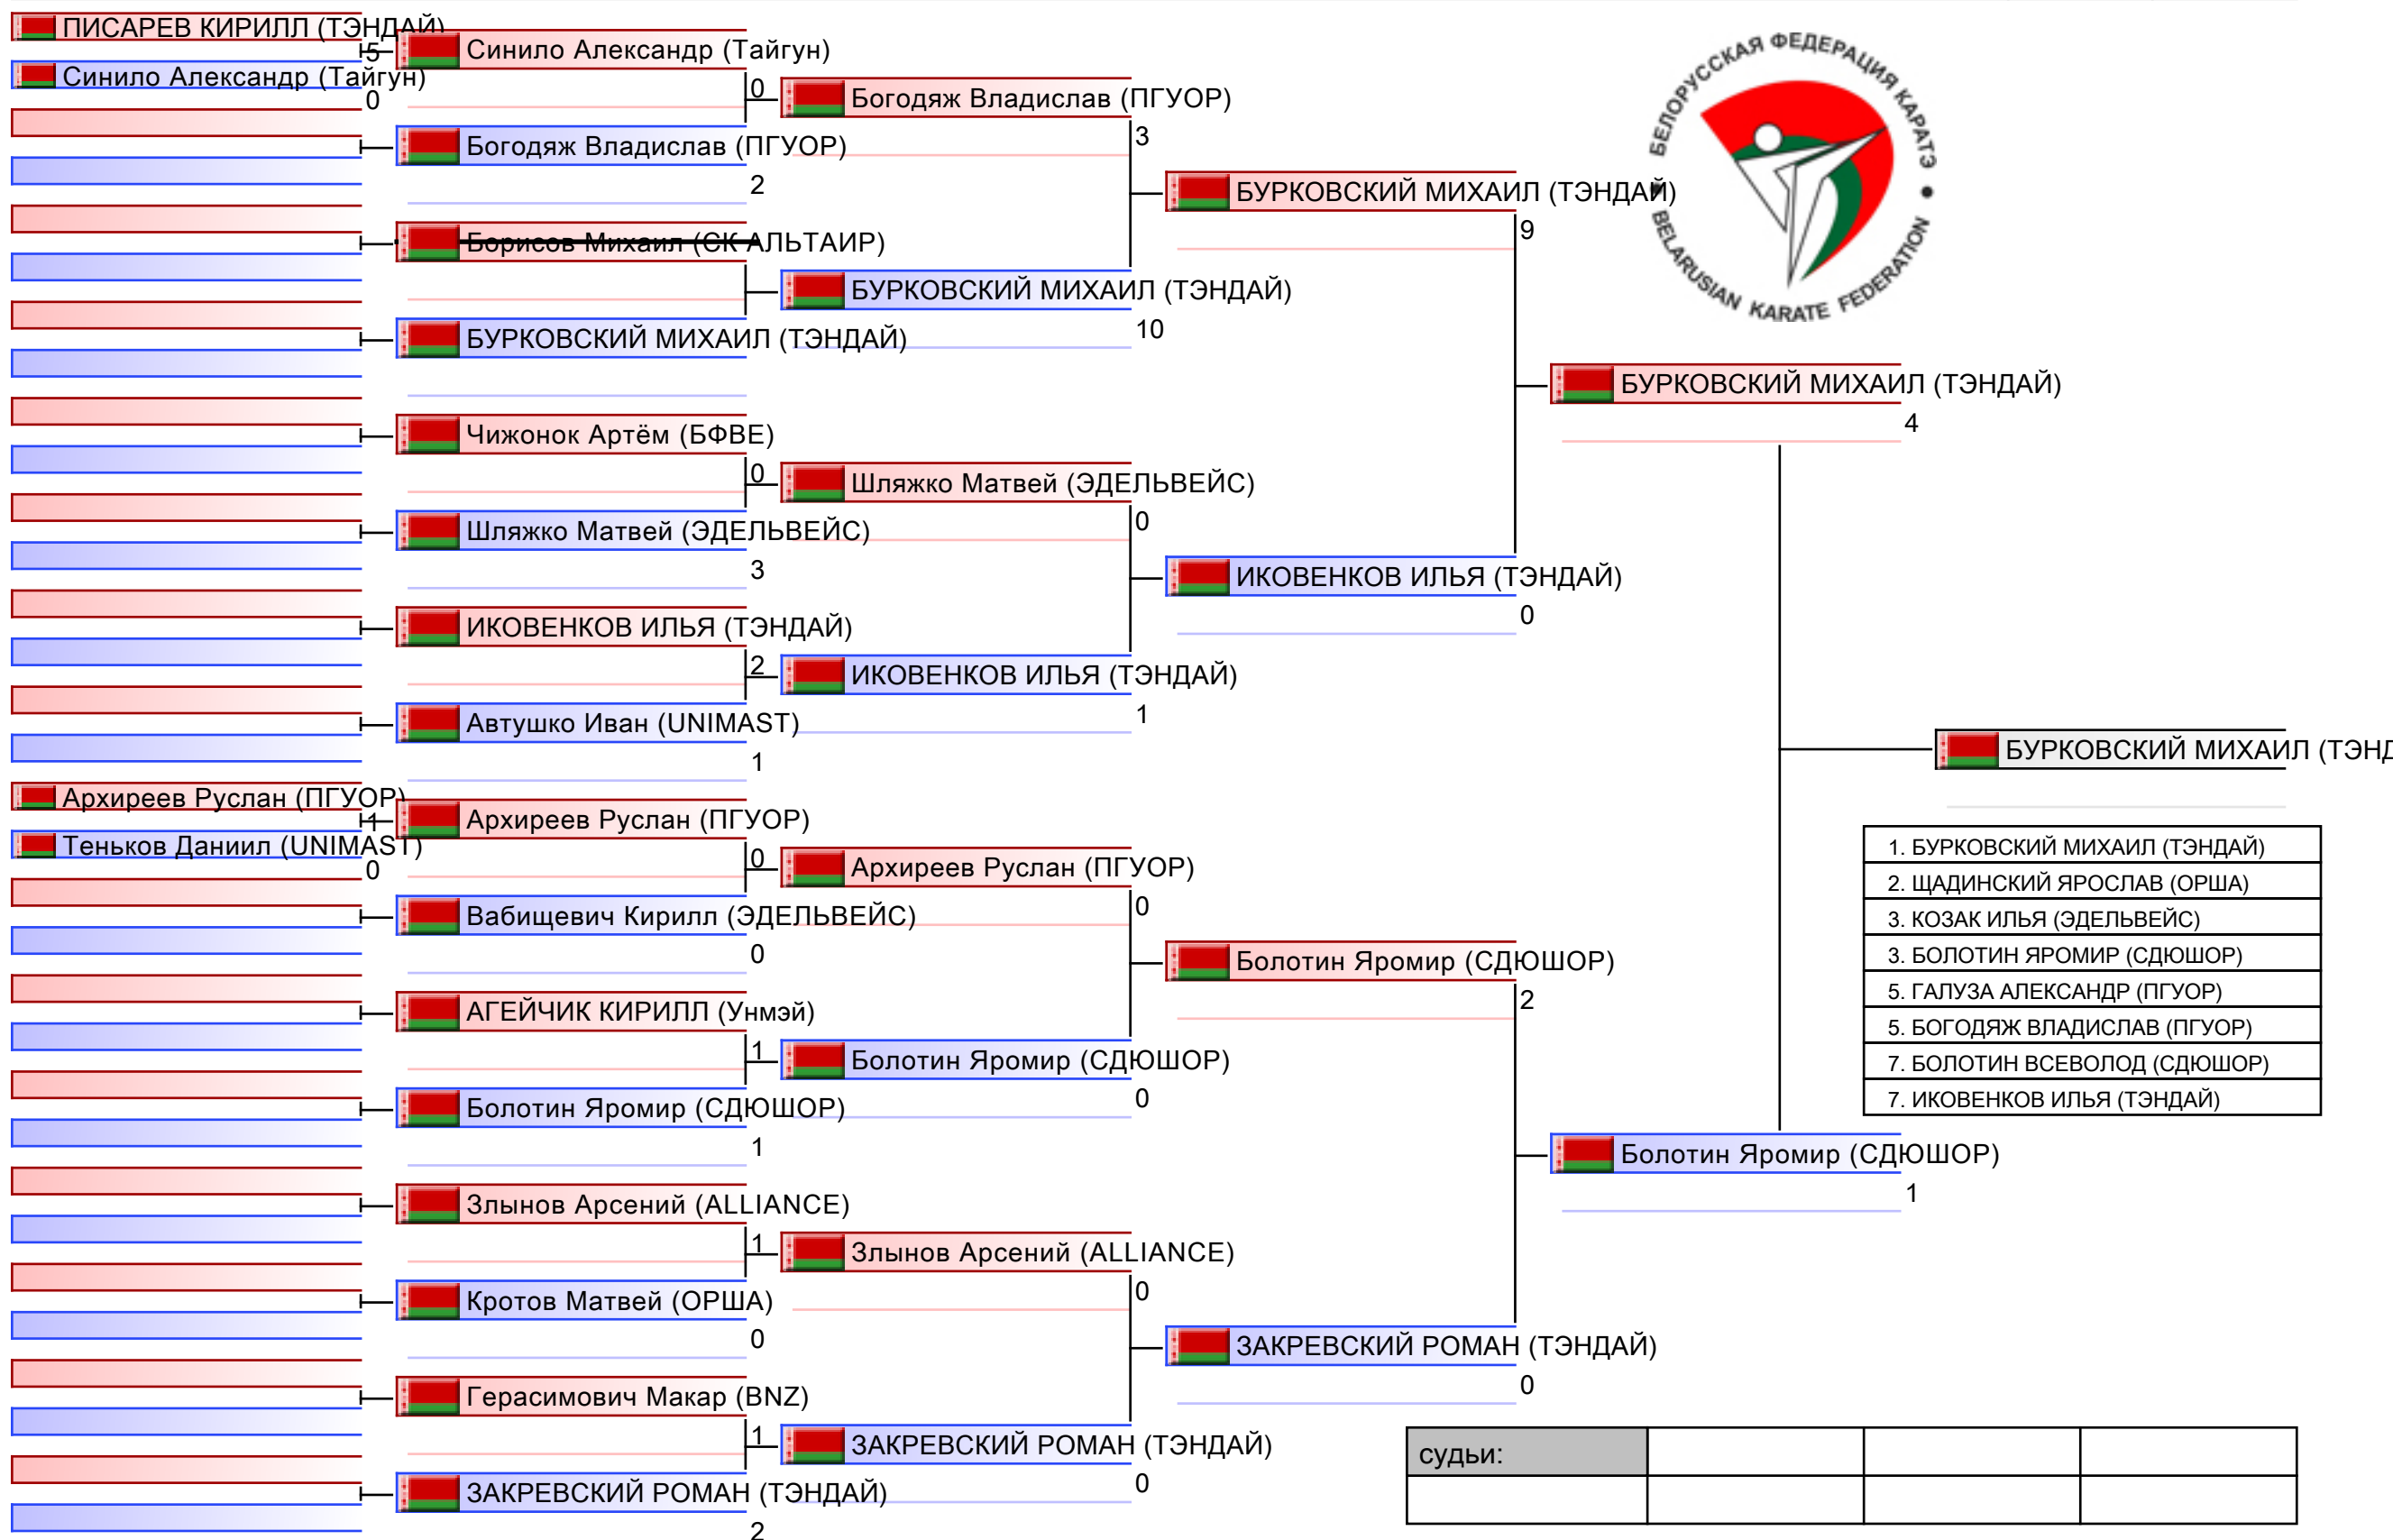 ПИСАРЕВ КИРИЛЛ (ТЭНДАЙ)
5
Синило Александр (Тайгун)
0
Архиреев Руслан (ПГУОР)
1
Теньков Даниил (UNIMAST)
0
Синило Александр (Тайгун)
0
Богодяж Владислав (ПГУОР)
2
Борисов Михаил (СК АЛЬТАИР)
БУРКОВСКИЙ МИХАИЛ (ТЭНДАЙ)
Чижонок Артём (БФВЕ)
0
Шляжко Матвей (ЭДЕЛЬВЕЙС)
3
ИКОВЕНКОВ ИЛЬЯ (ТЭНДАЙ)
2
Автушко Иван (UNIMAST)
1
Архиреев Руслан (ПГУОР)
0
Вабищевич Кирилл (ЭДЕЛЬВЕЙС)
0
АГЕЙЧИК КИРИЛЛ (Унмэй)
1
Болотин Яромир (СДЮШОР)
1
Злынов Арсений (ALLIANCE)
1
Кротов Матвей (ОРША)
0
Герасимович Макар (BNZ)
1
ЗАКРЕВСКИЙ РОМАН (ТЭНДАЙ)
2
Богодяж Владислав (ПГУОР)
3
БУРКОВСКИЙ МИХАИЛ (ТЭНДАЙ)
10
Шляжко Матвей (ЭДЕЛЬВЕЙС)
0
ИКОВЕНКОВ ИЛЬЯ (ТЭНДАЙ)
1
Архиреев Руслан (ПГУОР)
0
Болотин Яромир (СДЮШОР)
0
Злынов Арсений (ALLIANCE)
0
ЗАКРЕВСКИЙ РОМАН (ТЭНДАЙ)
0
БУРКОВСКИЙ МИХАИЛ (ТЭНДАЙ)
9
ИКОВЕНКОВ ИЛЬЯ (ТЭНДАЙ)
0
Болотин Яромир (СДЮШОР)
2
ЗАКРЕВСКИЙ РОМАН (ТЭНДАЙ)
0
БУРКОВСКИЙ МИХАИЛ (ТЭНДАЙ)
4
Болотин Яромир (СДЮШОР)
1
БЕЛОРУССКАЯ ФЕДЕРАЦИЯ КАРАТЭ
BELARUSIAN KARATE FEDERATION
БУРКОВСКИЙ МИХАИЛ (ТЭНД
1. БУРКОВСКИЙ МИХАИЛ (ТЭНДАЙ)
2. ЩАДИНСКИЙ ЯРОСЛАВ (ОРША)
3. КОЗАК ИЛЬЯ (ЭДЕЛЬВЕЙС)
3. БОЛОТИН ЯРОМИР (СДЮШОР)
5. ГАЛУЗА АЛЕКСАНДР (ПГУОР)
5. БОГОДЯЖ ВЛАДИСЛАВ (ПГУОР)
7. БОЛОТИН ВСЕВОЛОД (СДЮШОР)
7. ИКОВЕНКОВ ИЛЬЯ (ТЭНДАЙ)
судьи: